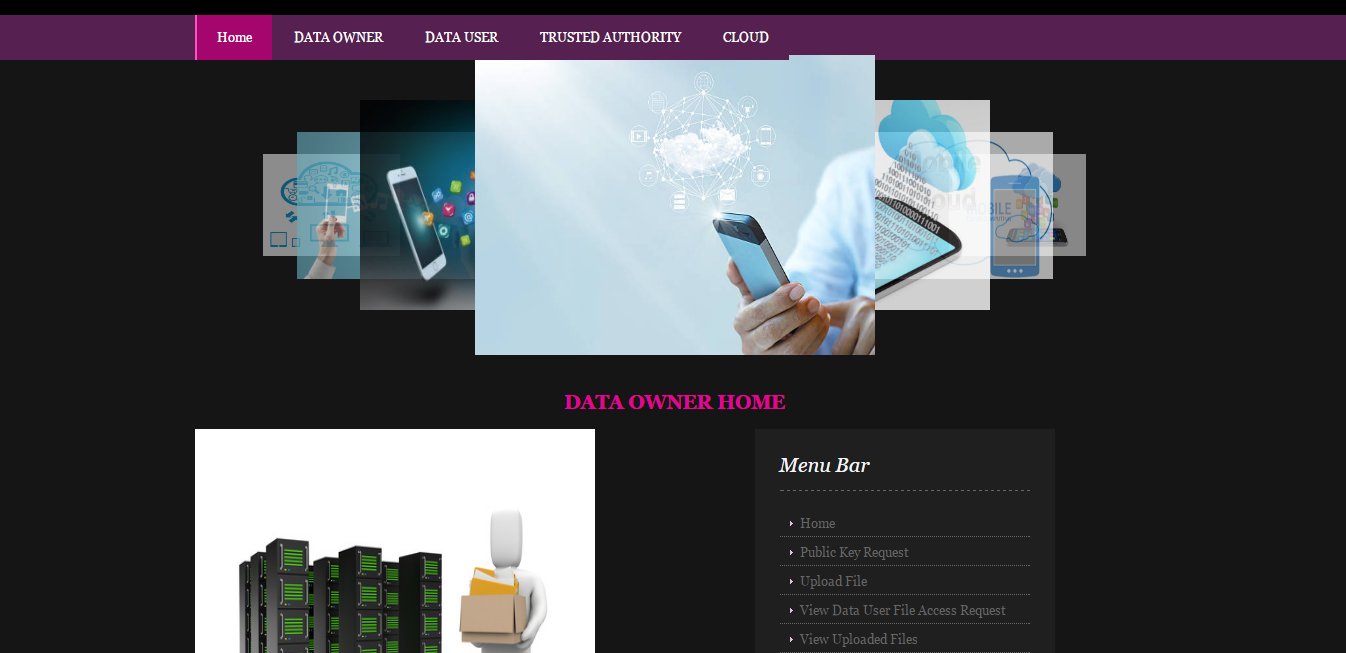 Home DATA OWNER DATA USER TRUSTED AUTHORITY CLOUD
MOBILE
DATA OWNER HOME
Menu Bar
Home
Public Key Request
Upload File
View Data User File Access Request
View Uploaded Files